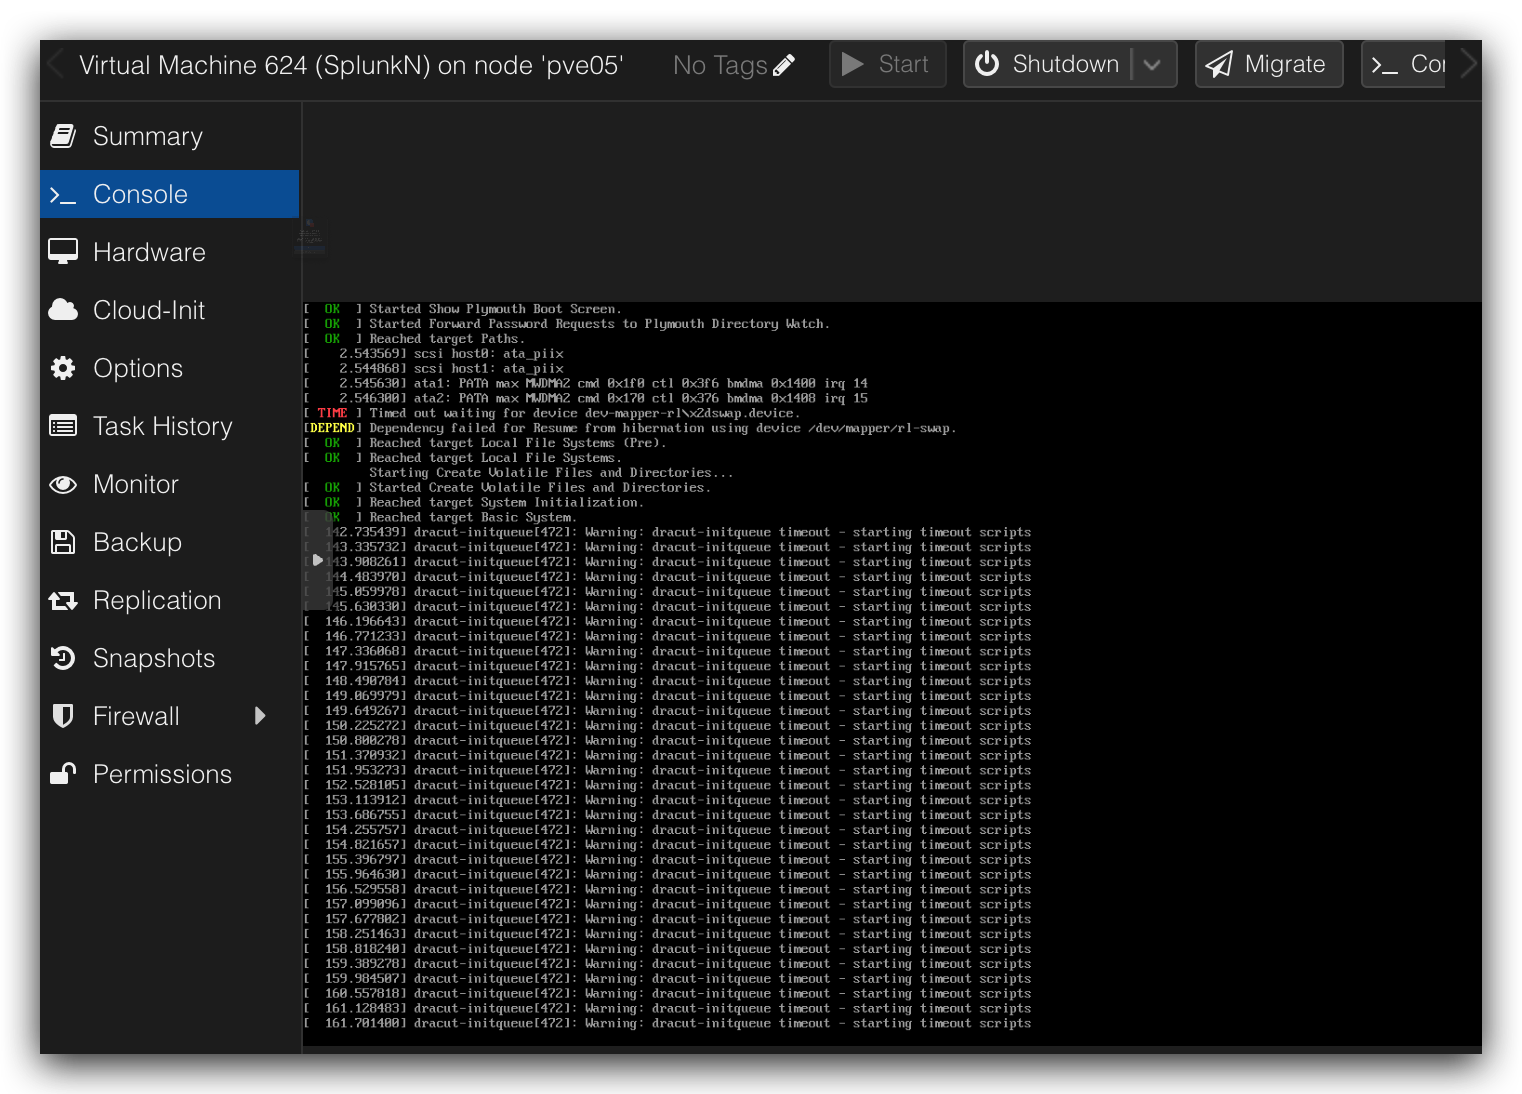 Virtual Machine 624 (SplunkN) on node 'pve05'
No Tags
Start
Shutdown
Migrate
>_ Cor
Summary
>_ Console
Hardware
Cloud-Init
Options
Task History
Monitor
Backup
Replication
Snapshots
Firewall
Permissions
[  OK  ] Started Show Plymouth Boot Screen.
[  OK  ] Started Forward Password Requests to Plymouth Directory Watch.
[  OK  ] Reached target Paths.
[    2.543569] scsi host0: ata_piix
[    2.544868] scsi host1: ata_piix
[    2.545630] ata1: PATA max MWDMA2 cmd 0x1f0 ctl 0x3f6 bmdma 0x1400 irq 14
[    2.546300] ata2: PATA max MWDMA2 cmd 0x170 ctl 0x376 bmdma 0x1408 irq 15
[ TIME ] Timed out waiting for device dev-mapper-rl\x2dswap.device.
[DEPEND] Dependency failed for Resume from hibernation using device /dev/mapper/rl-swap.
[  OK  ] Reached target Local File Systems (Pre).
[  OK  ] Reached target Local File Systems.
Starting Create Volatile Files and Directories...
[  OK  ] Started Create Volatile Files and Directories.
[  OK  ] Reached target System Initialization.
[  OK  ] Reached target Basic System.
[  142.735439] dracut-initqueue[472]: Warning: dracut-initqueue timeout - starting timeout scripts
[  143.335732] dracut-initqueue[472]: Warning: dracut-initqueue timeout - starting timeout scripts
[  143.908261] dracut-initqueue[472]: Warning: dracut-initqueue timeout - starting timeout scripts
[  144.483970] dracut-initqueue[472]: Warning: dracut-initqueue timeout - starting timeout scripts
[  145.059978] dracut-initqueue[472]: Warning: dracut-initqueue timeout - starting timeout scripts
[  145.630330] dracut-initqueue[472]: Warning: dracut-initqueue timeout - starting timeout scripts
[  146.196643] dracut-initqueue[472]: Warning: dracut-initqueue timeout - starting timeout scripts
[  146.771233] dracut-initqueue[472]: Warning: dracut-initqueue timeout - starting timeout scripts
[  147.336068] dracut-initqueue[472]: Warning: dracut-initqueue timeout - starting timeout scripts
[  147.915765] dracut-initqueue[472]: Warning: dracut-initqueue timeout - starting timeout scripts
[  148.490784] dracut-initqueue[472]: Warning: dracut-initqueue timeout - starting timeout scripts
[  149.069979] dracut-initqueue[472]: Warning: dracut-initqueue timeout - starting timeout scripts
[  149.649267] dracut-initqueue[472]: Warning: dracut-initqueue timeout - starting timeout scripts
[  150.225272] dracut-initqueue[472]: Warning: dracut-initqueue timeout - starting timeout scripts
[  150.800278] dracut-initqueue[472]: Warning: dracut-initqueue timeout - starting timeout scripts
[  151.370932] dracut-initqueue[472]: Warning: dracut-initqueue timeout - starting timeout scripts
[  151.953273] dracut-initqueue[472]: Warning: dracut-initqueue timeout - starting timeout scripts
[  152.528105] dracut-initqueue[472]: Warning: dracut-initqueue timeout - starting timeout scripts
[  153.113912] dracut-initqueue[472]: Warning: dracut-initqueue timeout - starting timeout scripts
[  153.686755] dracut-initqueue[472]: Warning: dracut-initqueue timeout - starting timeout scripts
[  154.255757] dracut-initqueue[472]: Warning: dracut-initqueue timeout - starting timeout scripts
[  154.821657] dracut-initqueue[472]: Warning: dracut-initqueue timeout - starting timeout scripts
[  155.396797] dracut-initqueue[472]: Warning: dracut-initqueue timeout - starting timeout scripts
[  155.964630] dracut-initqueue[472]: Warning: dracut-initqueue timeout - starting timeout scripts
[  156.529558] dracut-initqueue[472]: Warning: dracut-initqueue timeout - starting timeout scripts
[  157.099096] dracut-initqueue[472]: Warning: dracut-initqueue timeout - starting timeout scripts
[  157.677802] dracut-initqueue[472]: Warning: dracut-initqueue timeout - starting timeout scripts
[  158.251463] dracut-initqueue[472]: Warning: dracut-initqueue timeout - starting timeout scripts
[  158.818240] dracut-initqueue[472]: Warning: dracut-initqueue timeout - starting timeout scripts
[  159.389278] dracut-initqueue[472]: Warning: dracut-initqueue timeout - starting timeout scripts
[  159.984507] dracut-initqueue[472]: Warning: dracut-initqueue timeout - starting timeout scripts
[  160.557818] dracut-initqueue[472]: Warning: dracut-initqueue timeout - starting timeout scripts
[  161.128483] dracut-initqueue[472]: Warning: dracut-initqueue timeout - starting timeout scripts
[  161.701400] dracut-initqueue[472]: Warning: dracut-initqueue timeout - starting timeout scripts